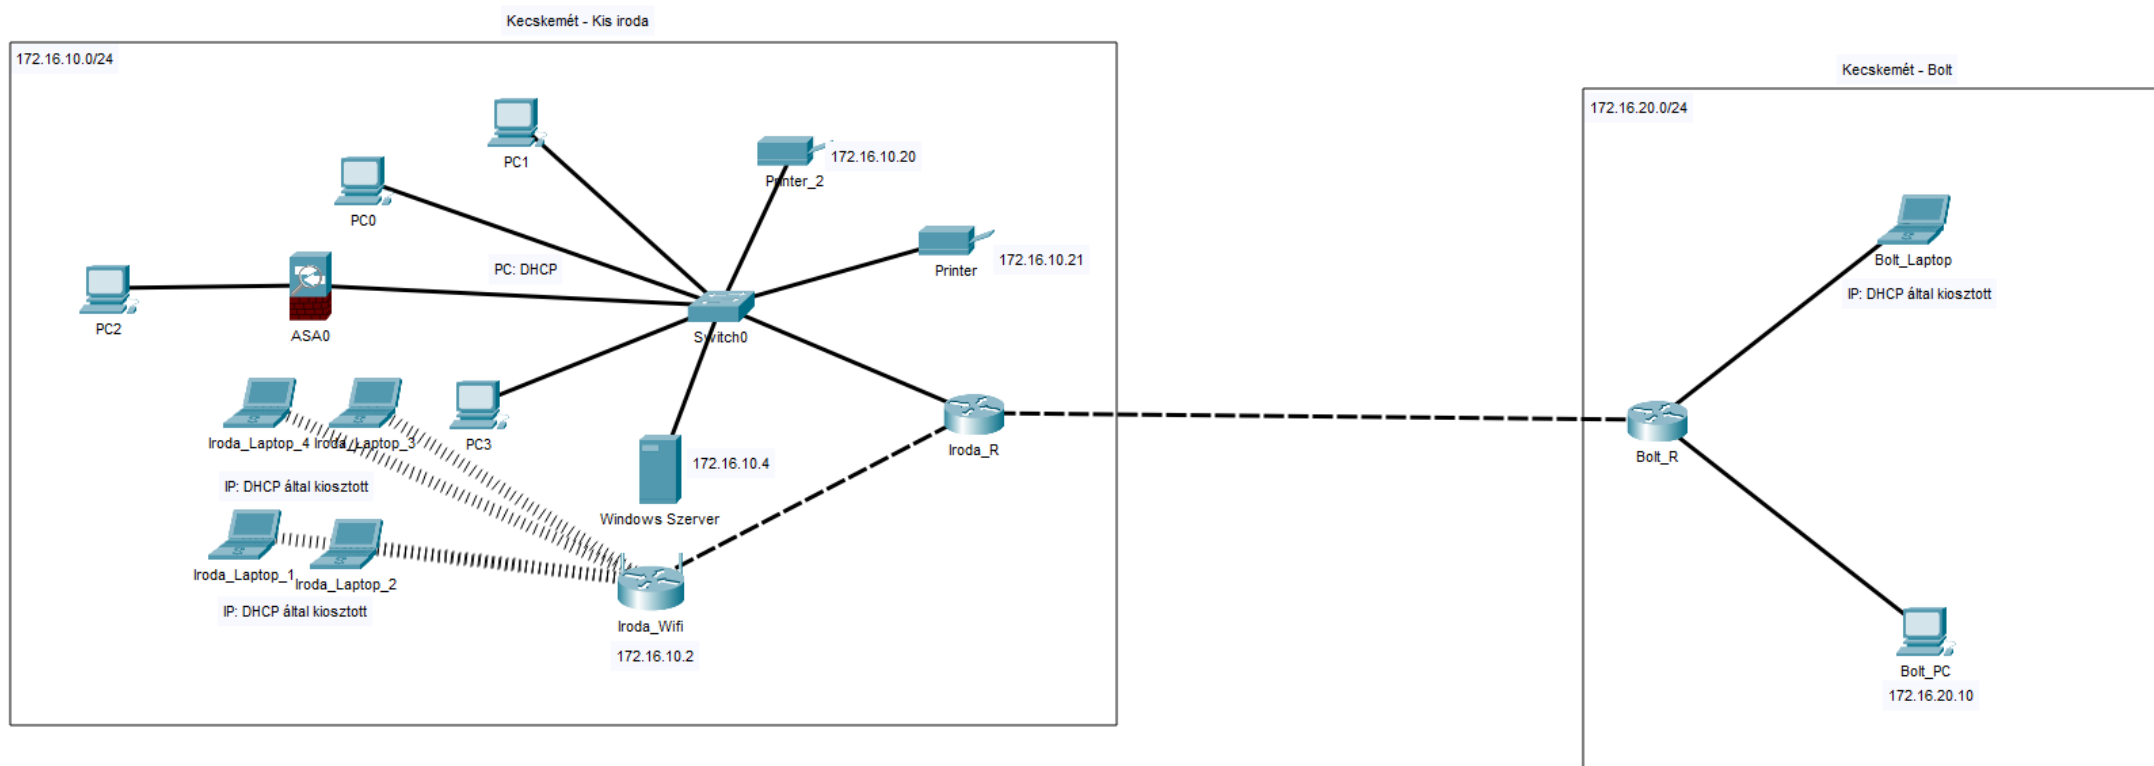 Kecskemét - Kis iroda
172.16.10.0/24
PC1
Printer_2
172.16.10.20
PC0
Printer
172.16.10.21
PC: DHCP
PC2
ASA0
Switch0
Iroda_Laptop_4
Iroda_Laptop_3
PC3
IP: DHCP által kiosztott
172.16.10.4
Windows Szerver
Iroda_R
Iroda_Laptop_1
Iroda_Laptop_2
IP: DHCP által kiosztott
Iroda_Wifi
172.16.10.2
Kecskemét - Bolt
172.16.20.0/24
Bolt_Laptop
IP: DHCP által kiosztott
Bolt_R
Bolt_PC
172.16.20.10